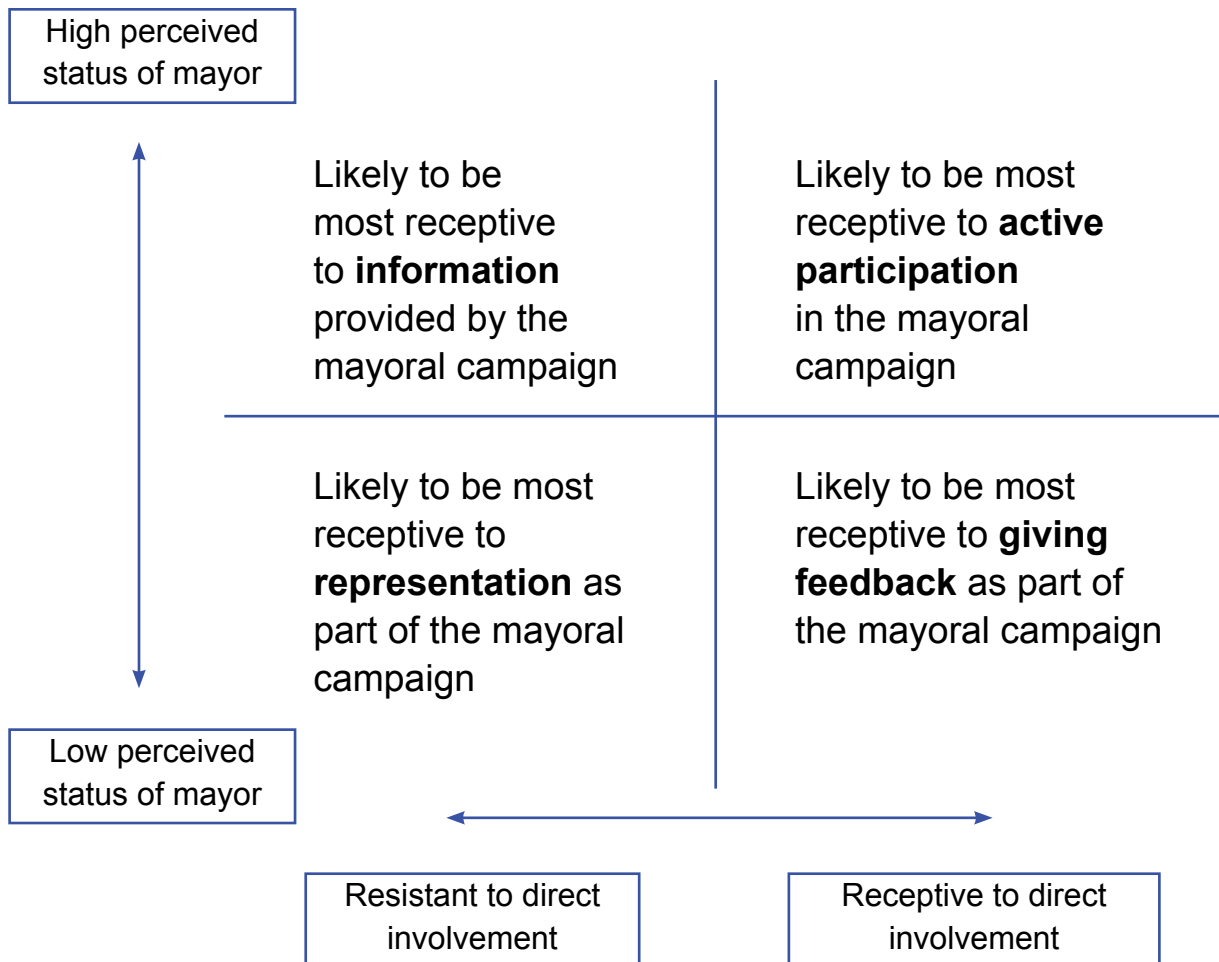 High perceived
status of mayor
Likely to be
most receptive
to information
provided by the
mayoral campaign
Likely to be most
receptive to active
participation
in the mayoral
campaign
Likely to be most
receptive to
representation as
part of the mayoral
campaign
Likely to be most
receptive to giving
feedback as part of
the mayoral campaign
Low perceived
status of mayor
Resistant to direct
involvement
Receptive to direct
involvement